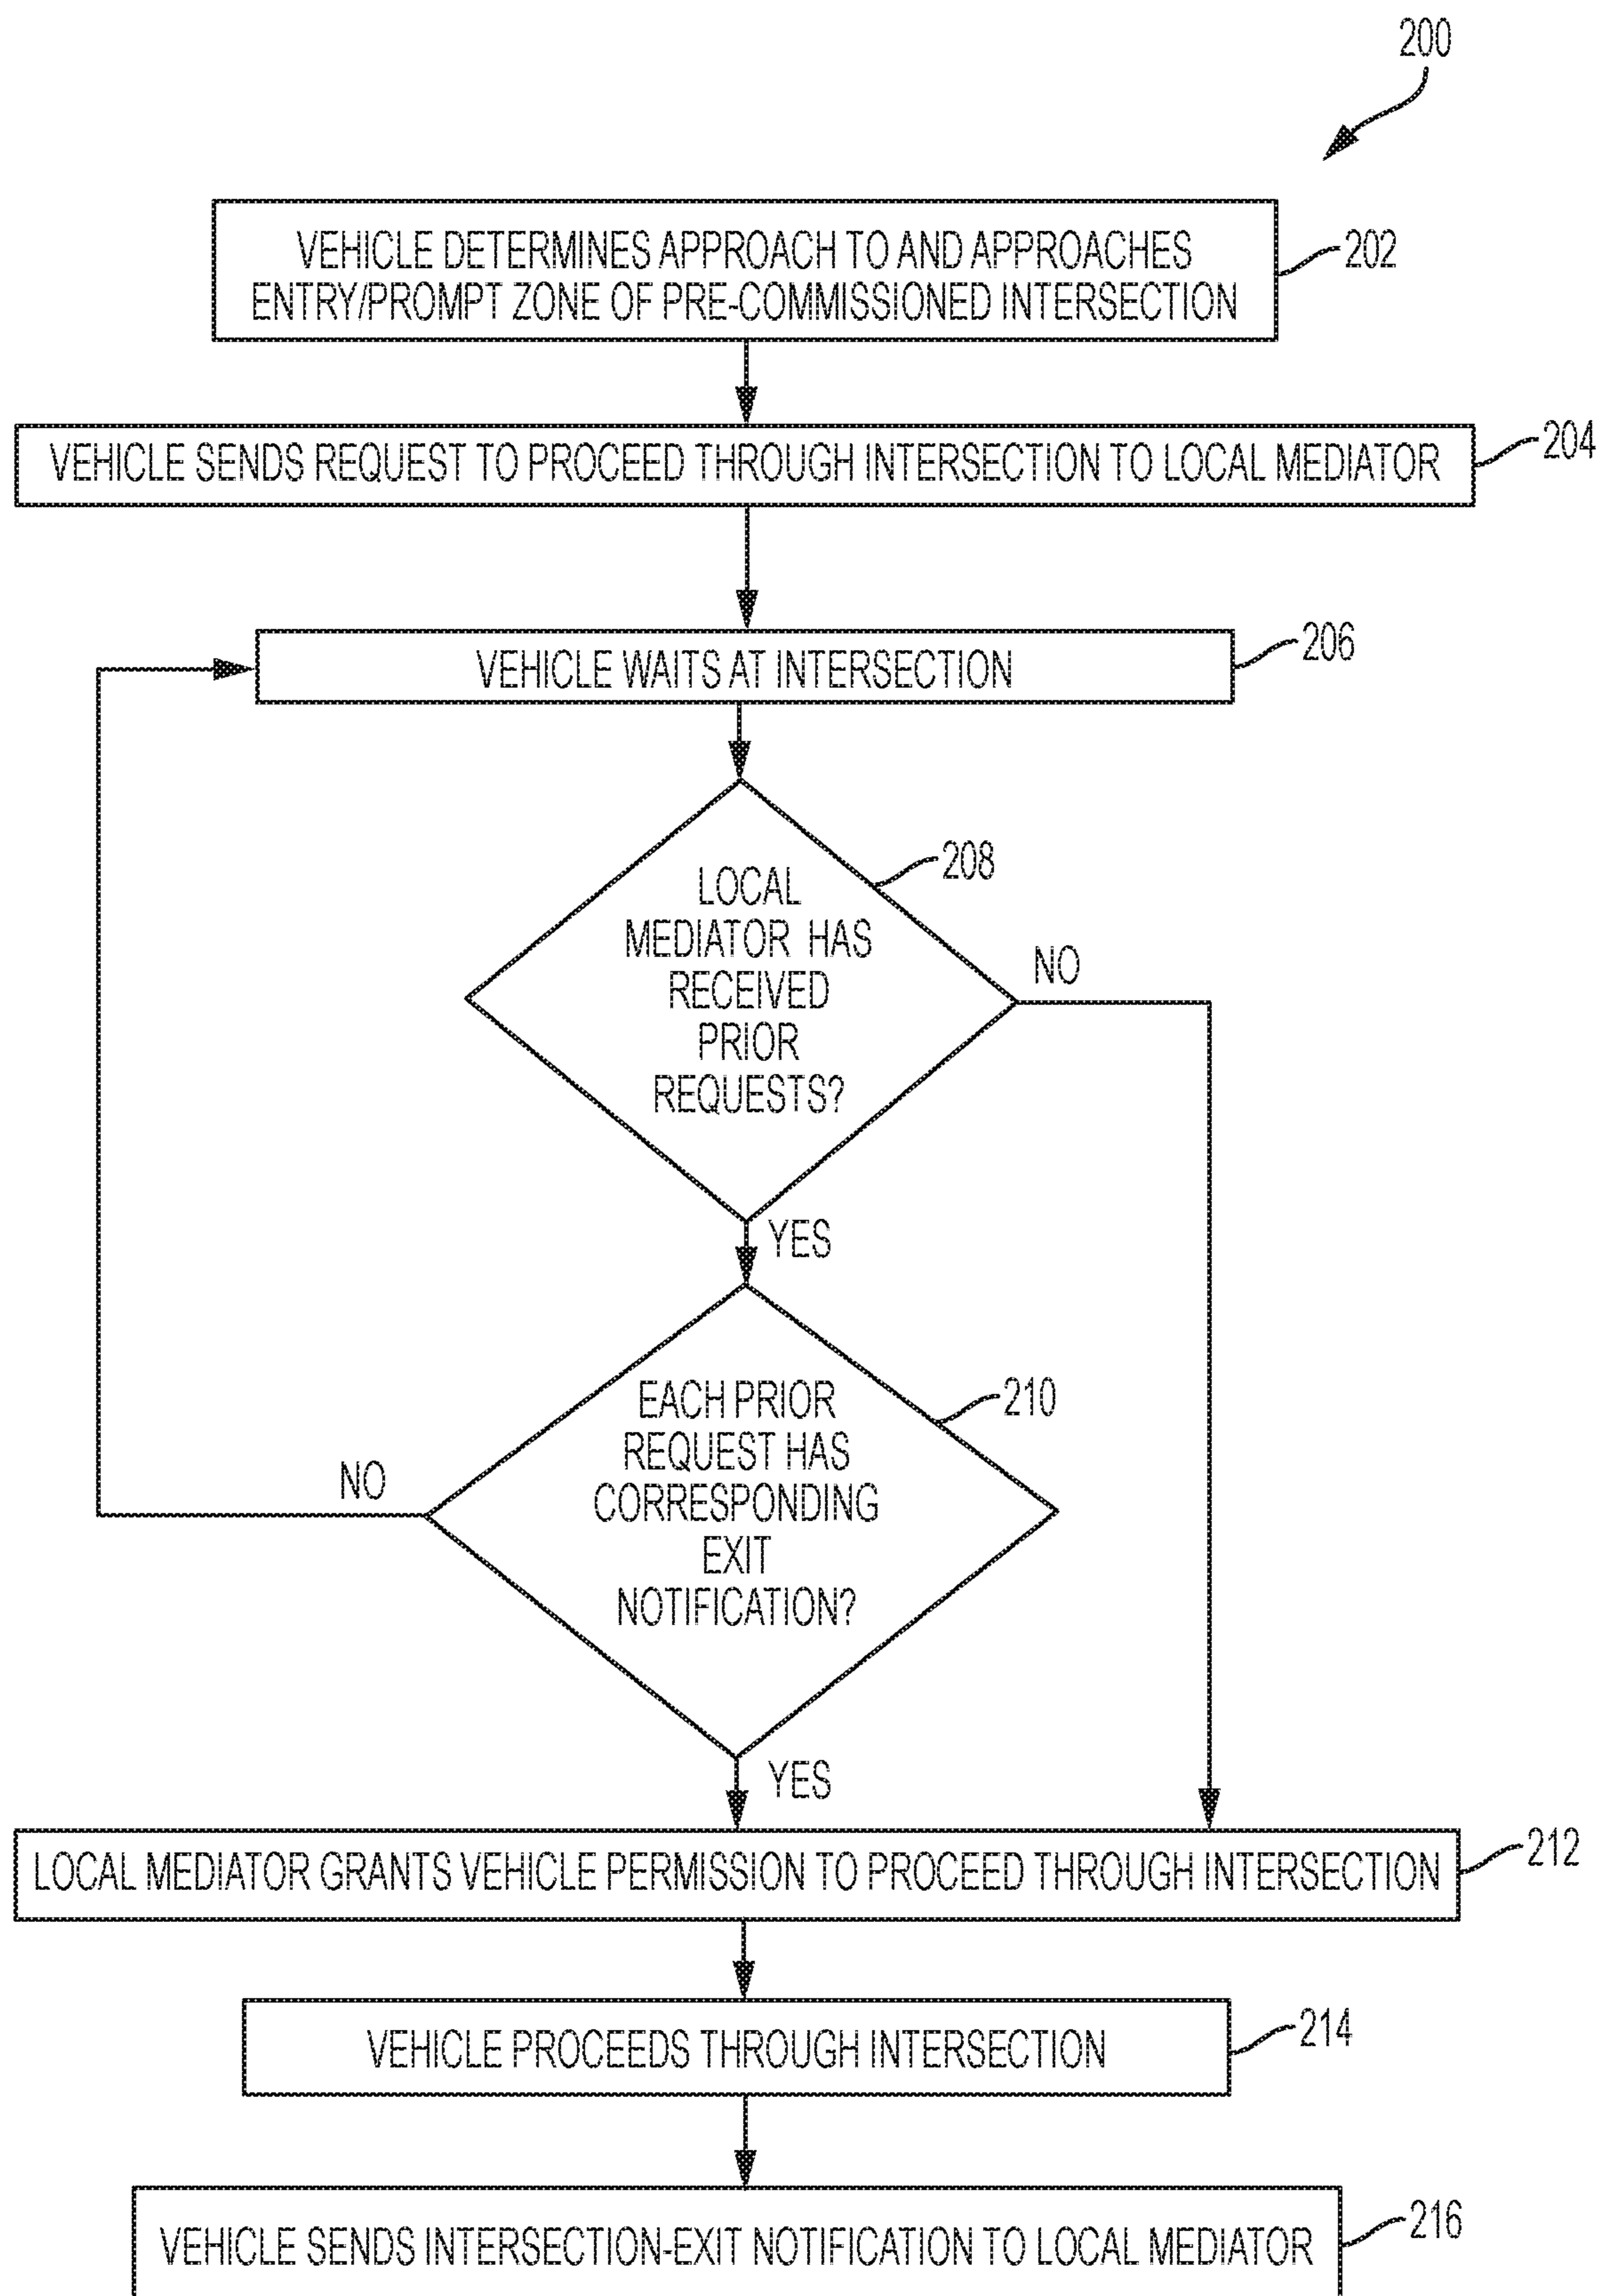 200
VEHICLE DETERMINES APPROACH TO AND APPROACHES
ENTRY/PROMPT ZONE OF PRE-COMMISSIONED INTERSECTION
202
VEHICLE SENDS REQUEST TO PROCEED THROUGH INTERSECTION TO LOCAL MEDIATOR
204
VEHICLE WAITS AT INTERSECTION
206
LOCAL
MEDIATOR HAS
RECEIVED
PRIOR
REQUESTS?
208
NO
YES
EACH PRIOR
REQUEST HAS
CORRESPONDING
EXIT
NOTIFICATION?
210
NO
YES
LOCAL MEDIATOR GRANTS VEHICLE PERMISSION TO PROCEED THROUGH INTERSECTION
212
VEHICLE PROCEEDS THROUGH INTERSECTION
214
VEHICLE SENDS INTERSECTION-EXIT NOTIFICATION TO LOCAL MEDIATOR
216